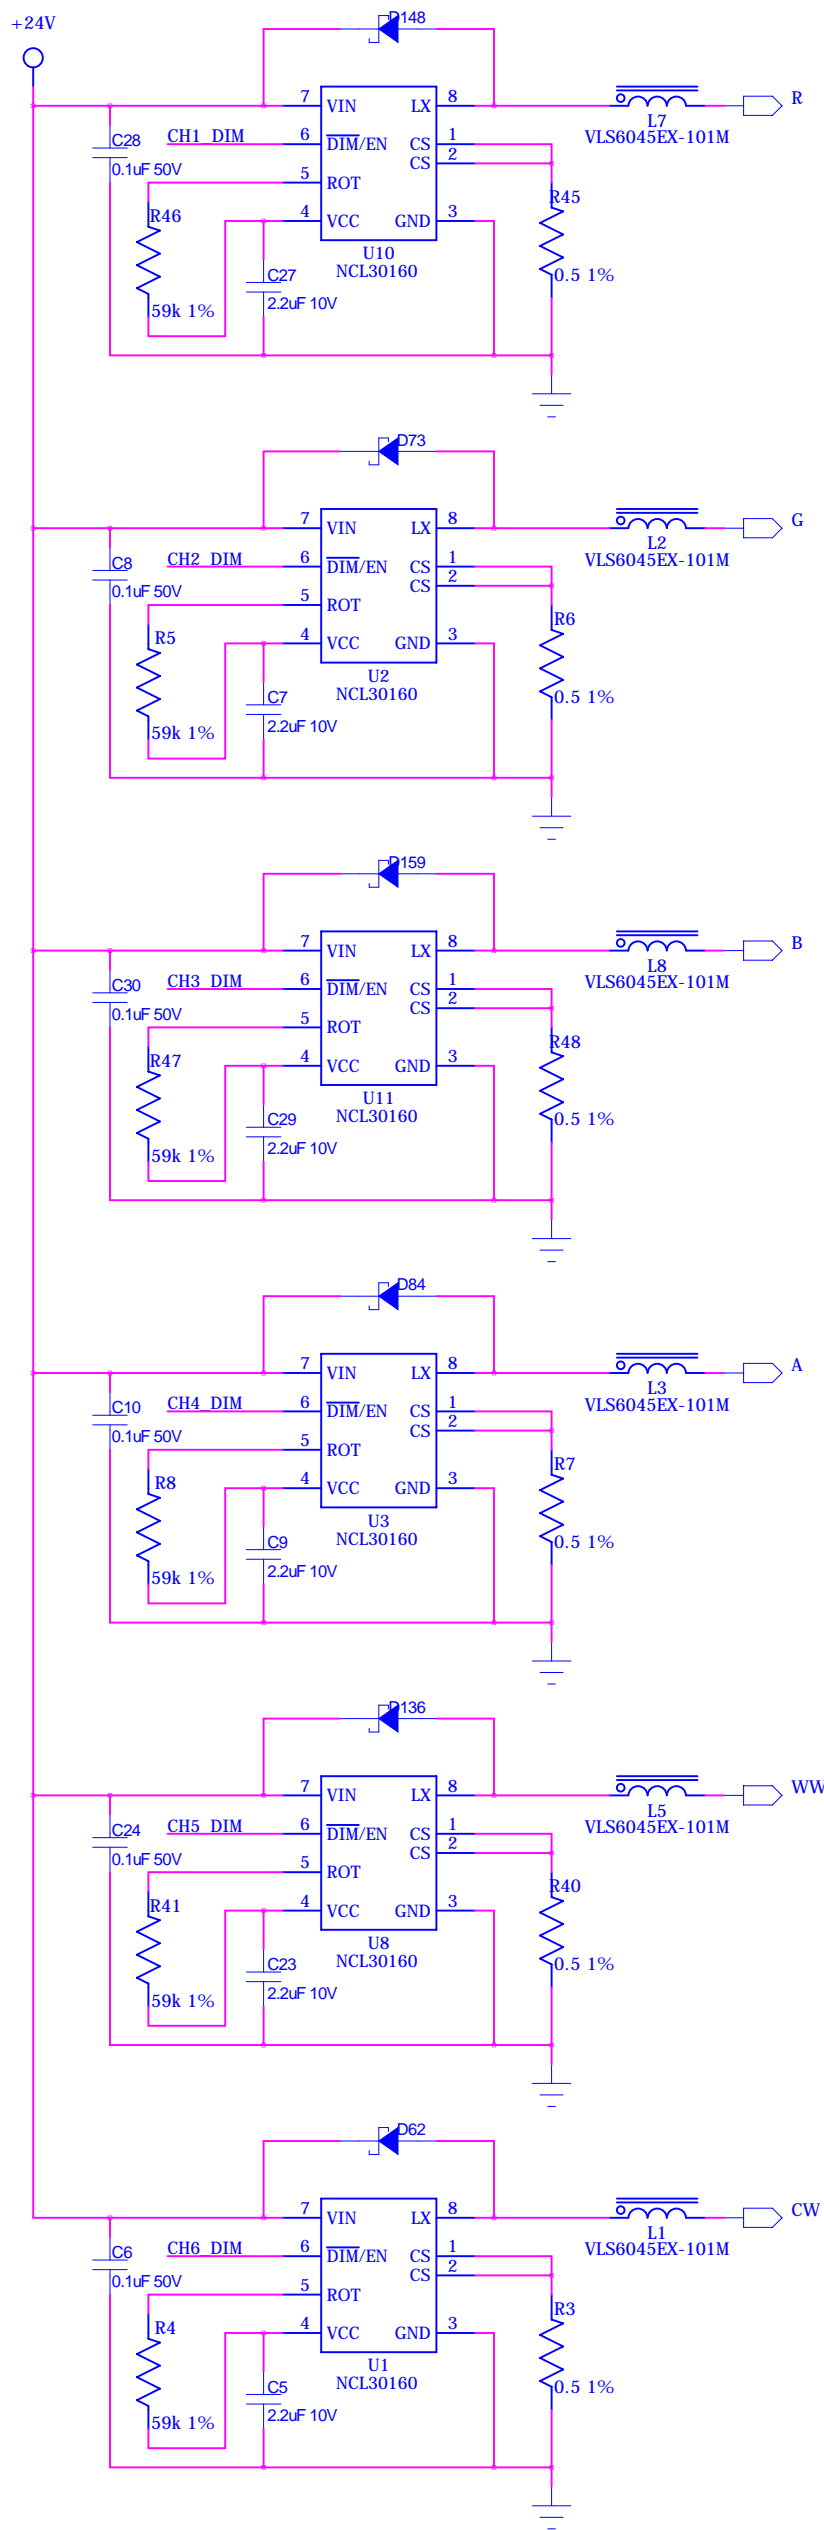 +24V
D148
7 VIN LX 8
R
C28
CH1_DIM 6 DIM/EN CS 1
L7
0.1uF 50V
CS 2
VLS6045EX-101M
5 ROT
R46
R45
4 VCC GND 3
U10
NCL30160
C27
2.2uF 10V
59k 1%
0.5 1%
D73
7 VIN LX 8
G
C8
CH2_DIM 6 DIM/EN CS 1
L2
0.1uF 50V
CS 2
VLS6045EX-101M
5 ROT
R5
R6
4 VCC GND 3
U2
NCL30160
C7
2.2uF 10V
59k 1%
0.5 1%
D159
7 VIN LX 8
B
C30
CH3_DIM 6 DIM/EN CS 1
L8
0.1uF 50V
CS 2
VLS6045EX-101M
5 ROT
R47
R48
4 VCC GND 3
U11
NCL30160
C29
2.2uF 10V
59k 1%
0.5 1%
D84
7 VIN LX 8
A
C10
CH4_DIM 6 DIM/EN CS 1
L3
0.1uF 50V
CS 2
VLS6045EX-101M
5 ROT
R8
R7
4 VCC GND 3
U3
NCL30160
C9
2.2uF 10V
59k 1%
0.5 1%
D136
7 VIN LX 8
WW
C24
CH5_DIM 6 DIM/EN CS 1
L5
0.1uF 50V
CS 2
VLS6045EX-101M
5 ROT
R41
R40
4 VCC GND 3
U8
NCL30160
C23
2.2uF 10V
59k 1%
0.5 1%
D62
7 VIN LX 8
CW
C6
CH6_DIM 6 DIM/EN CS 1
L1
0.1uF 50V
CS 2
VLS6045EX-101M
5 ROT
R4
R3
4 VCC GND 3
U1
NCL30160
C5
2.2uF 10V
59k 1%
0.5 1%